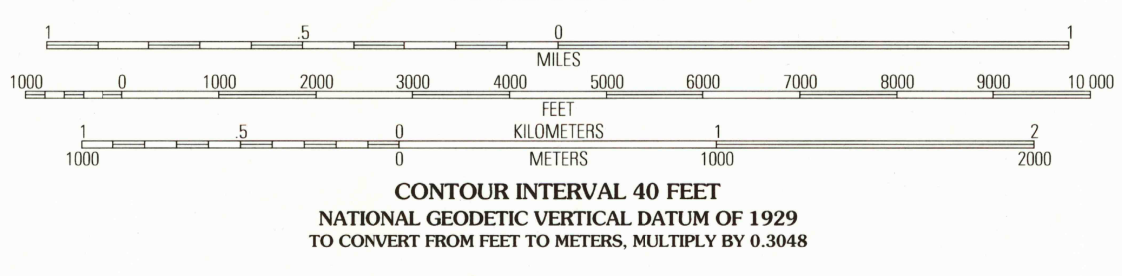 1 .5 0 1
MILES
1000 0 1000 2000 3000 4000 5000 6000 7000 8000 9000 10 000
FEET
1 .5 0 KILOMETERS 1 2
1000 0 METERS 1000 2000
CONTOUR INTERVAL 40 FEET
NATIONAL GEODETIC VERTICAL DATUM OF 1929
TO CONVERT FROM FEET TO METERS, MULTIPLY BY 0.3048